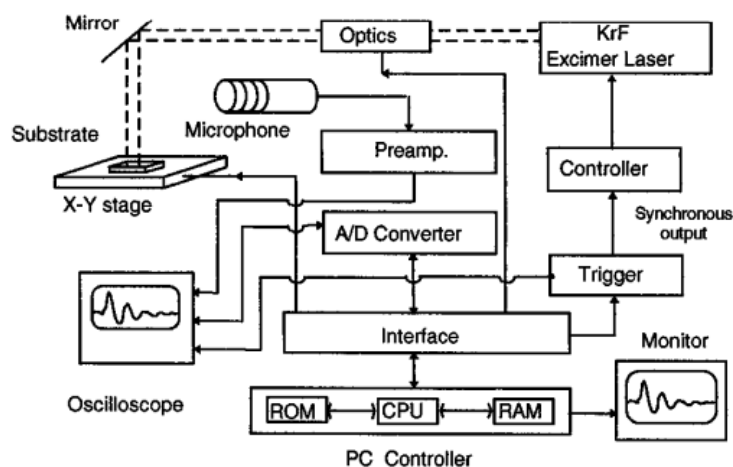 Mirror
Optics
KrF
Excimer Laser
Microphone
Substrate
Preamp.
Controller
X-Y stage
Synchronous
output
A/D Converter
Trigger
Interface
Monitor
Oscilloscope
ROM
CPU
RAM
PC Controller